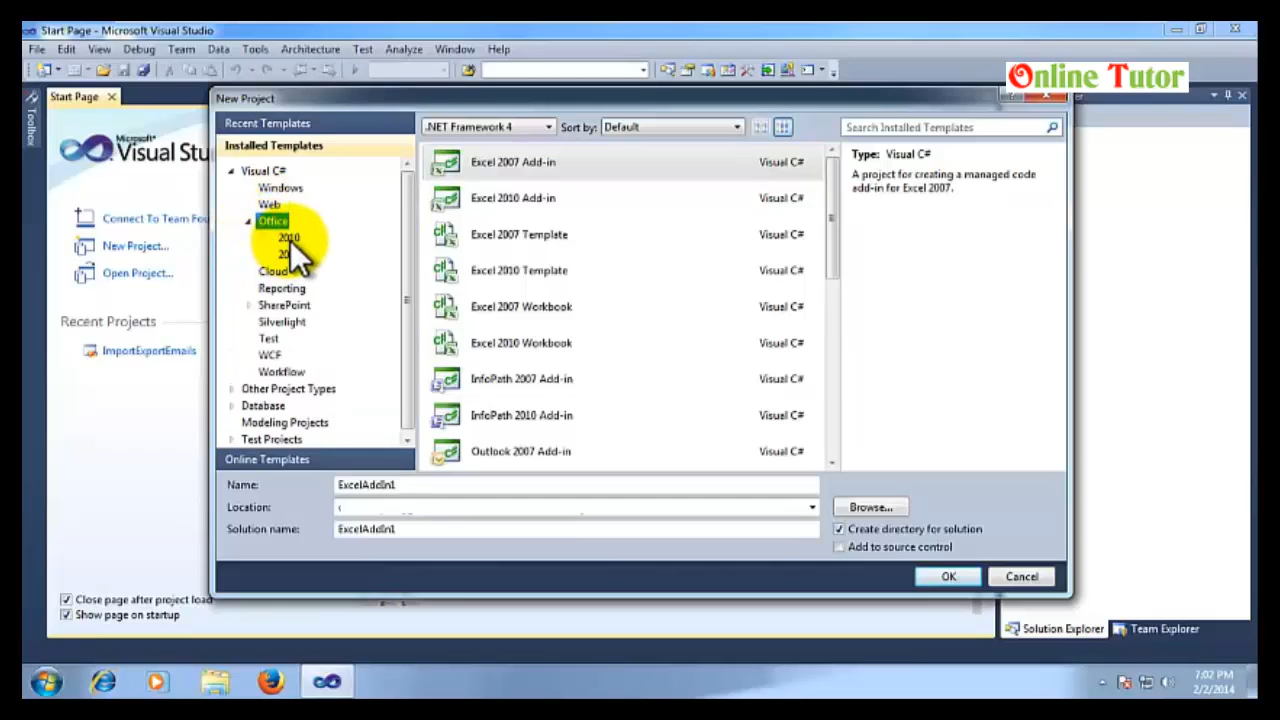 Start Page - Microsoft Visual Studio
File Edit View Debug Team Data Tools Architecture Test Analyze Window Help
Online Tutor
Start Page
Toolbox
Microsoft
Visual Stu
Connect To Team Fou
New Project...
Open Project...
Recent Projects
ImportExportEmails
Close page after project load
Show page on startup
New Project
Recent Templates
Installed Templates
Visual C#
Windows
Web
Office
2010
Cloud
Reporting
SharePoint
Silverlight
Test
WCF
Workflow
Other Project Types
Database
Modeling Projects
Test Projects
Online Templates
.NET Framework 4
Sort by: Default
Search Installed Templates
Excel 2007 Add-in Visual C#
Excel 2010 Add-in Visual C#
Excel 2007 Template Visual C#
Excel 2010 Template Visual C#
Excel 2007 Workbook Visual C#
Excel 2010 Workbook Visual C#
InfoPath 2007 Add-in Visual C#
InfoPath 2010 Add-in Visual C#
Outlook 2007 Add-in Visual C#
Type: Visual C#
A project for creating a managed code
add-in for Excel 2007.
Name: ExcelAddIn1
Location:
Browse...
Solution name: ExcelAddIn1
Create directory for solution
Add to source control
OK Cancel
Solution Explorer Team Explorer
7:02 PM
2/2/2014